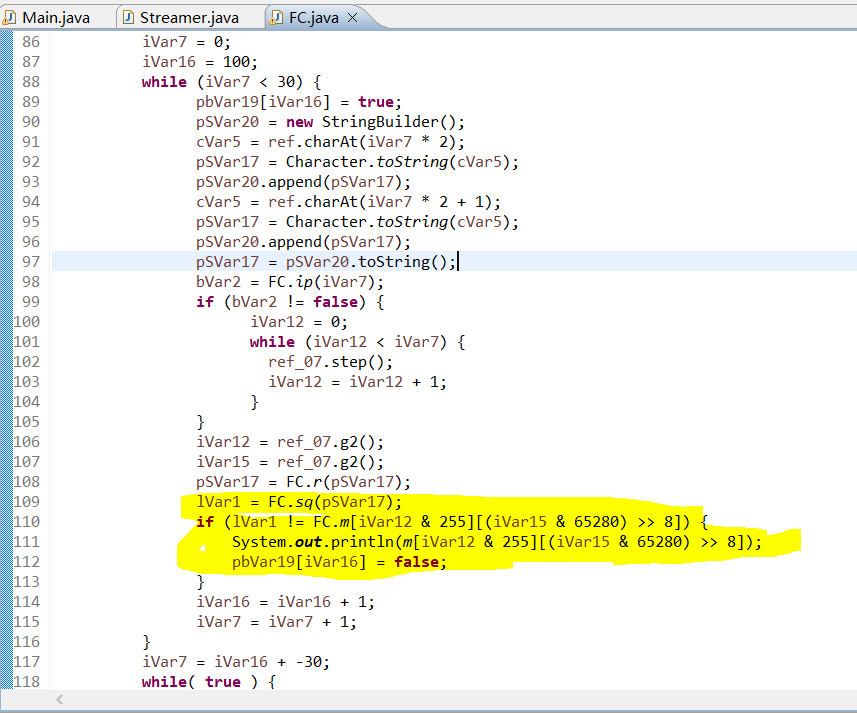 Main.java Streamer.java FC.java
86 iVar7 = 0;
87 iVar16 = 100;
88 while (iVar7 < 30) {
89 pbVar19[iVar16] = true;
90 pSVar20 = new StringBuilder();
91 cVar5 = ref.charAt(iVar7 * 2);
92 pSVar17 = Character.toString(cVar5);
93 pSVar20.append(pSVar17);
94 cVar5 = ref.charAt(iVar7 * 2 + 1);
95 pSVar17 = Character.toString(cVar5);
96 pSVar20.append(pSVar17);
97 pSVar17 = pSVar20.toString();
98 bVar2 = FC.ip(iVar7);
99 if (bVar2 != false) {
100 iVar12 = 0;
101 while (iVar12 < iVar7) {
102 ref_07.step();
103 iVar12 = iVar12 + 1;
104 }
105 }
106 iVar12 = ref_07.g2();
107 iVar15 = ref_07.g2();
108 pSVar17 = FC.r(pSVar17);
109 lVar1 = FC.sq(pSVar17);
110 if (lVar1 != FC.m[iVar12 & 255][(iVar15 & 65280) >> 8]) {
111 System.out.println(m[iVar12 & 255][(iVar15 & 65280) >> 8]);
112 pbVar19[iVar16] = false;
113 }
114 iVar16 = iVar16 + 1;
115 iVar7 = iVar7 + 1;
116 }
117 iVar7 = iVar16 + -30;
118 while( true ) {